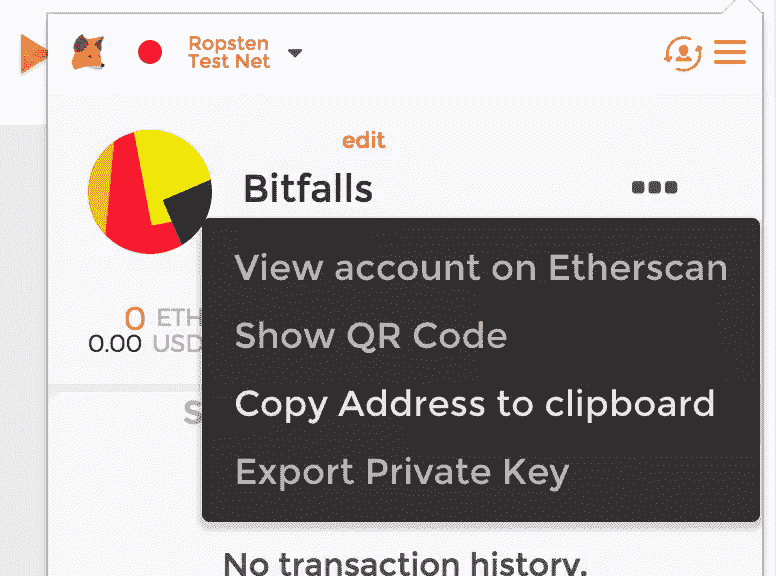 Ropsten
Test Net
edit
Bitfalls
View account on Etherscan
Show QR Code
0 ETH
0.00 USD
Copy Address to clipboard
S
Export Private Key
No transaction history.